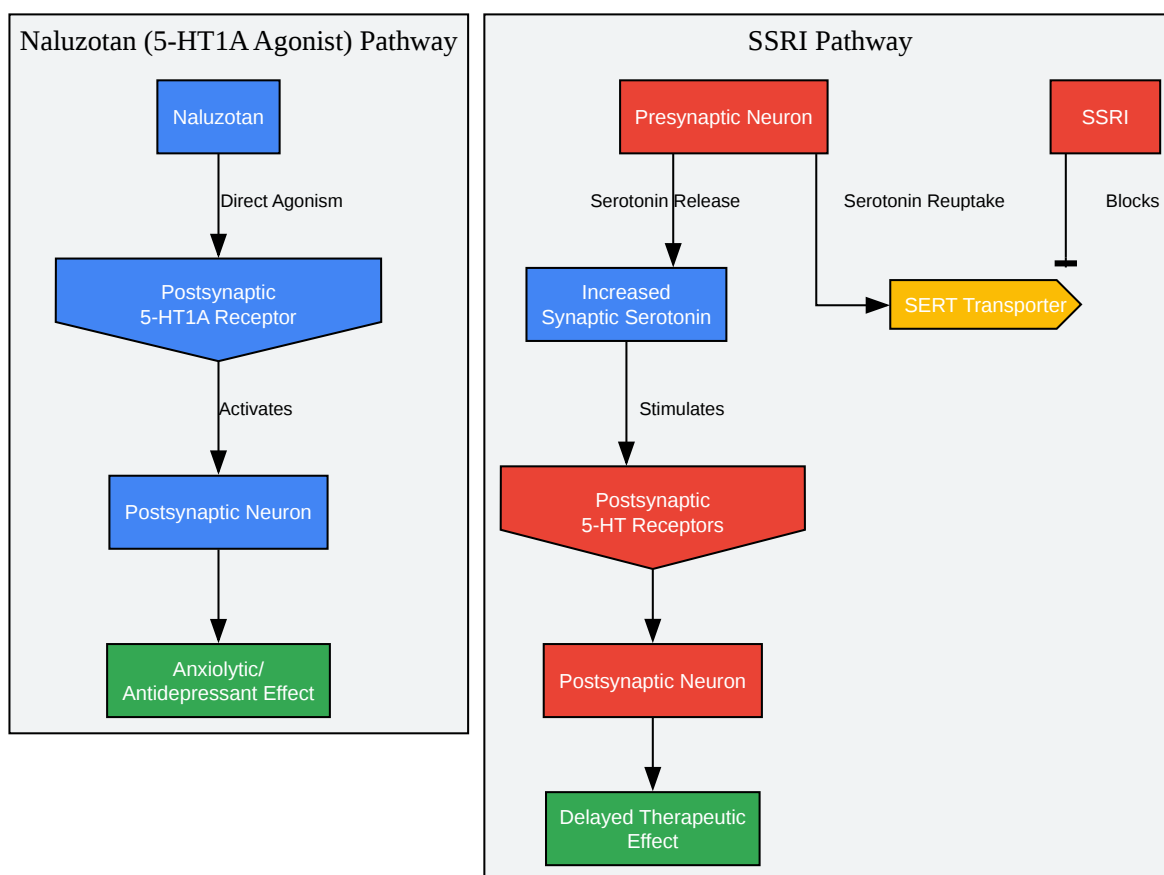 Naluzotan (5-HT1A Agonist) Pathway
Naluzotan
Direct Agonism
Postsynaptic
5-HT1A Receptor
Activates
Postsynaptic Neuron
Anxiolytic/
Antidepressant Effect
SSRI Pathway
Presynaptic Neuron
SSRI
Serotonin Release
Serotonin Reuptake
Blocks
Increased
Synaptic Serotonin
SERT Transporter
Stimulates
Postsynaptic
5-HT Receptors
Postsynaptic Neuron
Delayed Therapeutic
Effect